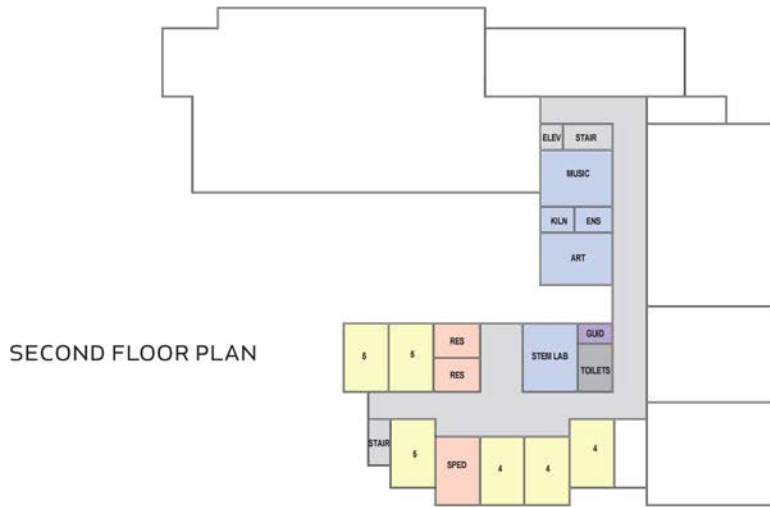 ELEV STAIR
MUSIC
KILN ENS
ART
SECOND FLOOR PLAN
5 5 RES STEM LAB GUID
RES TOILETS
STAIR 5 SPED 4 4 4